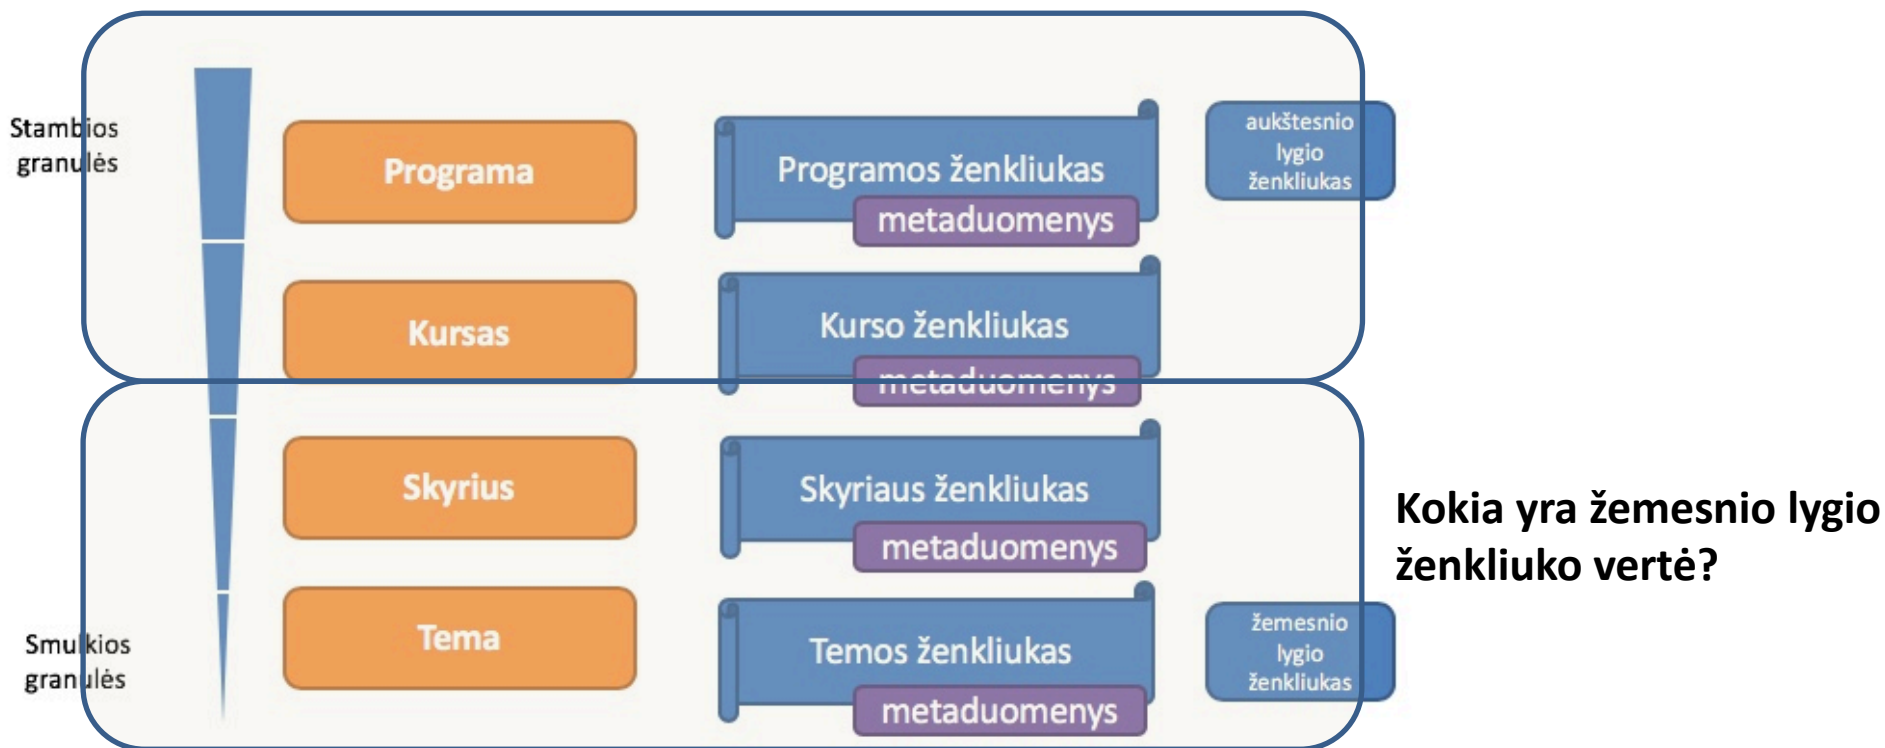 Stambios
granulės
Programa
Programos ženkliukas
metaduomenys
aukštesnio
lygio
ženkliukas
Kursas
Kurso ženkliukas
metaduomenys
Skyrius
Skyriaus ženkliukas
metaduomenys
Kokia yra žemesnio lygio
ženkliuko vertė?
Smulkios
granulės
Tema
Temos ženkliukas
metaduomenys
žemesnio
lygio
ženkliukas